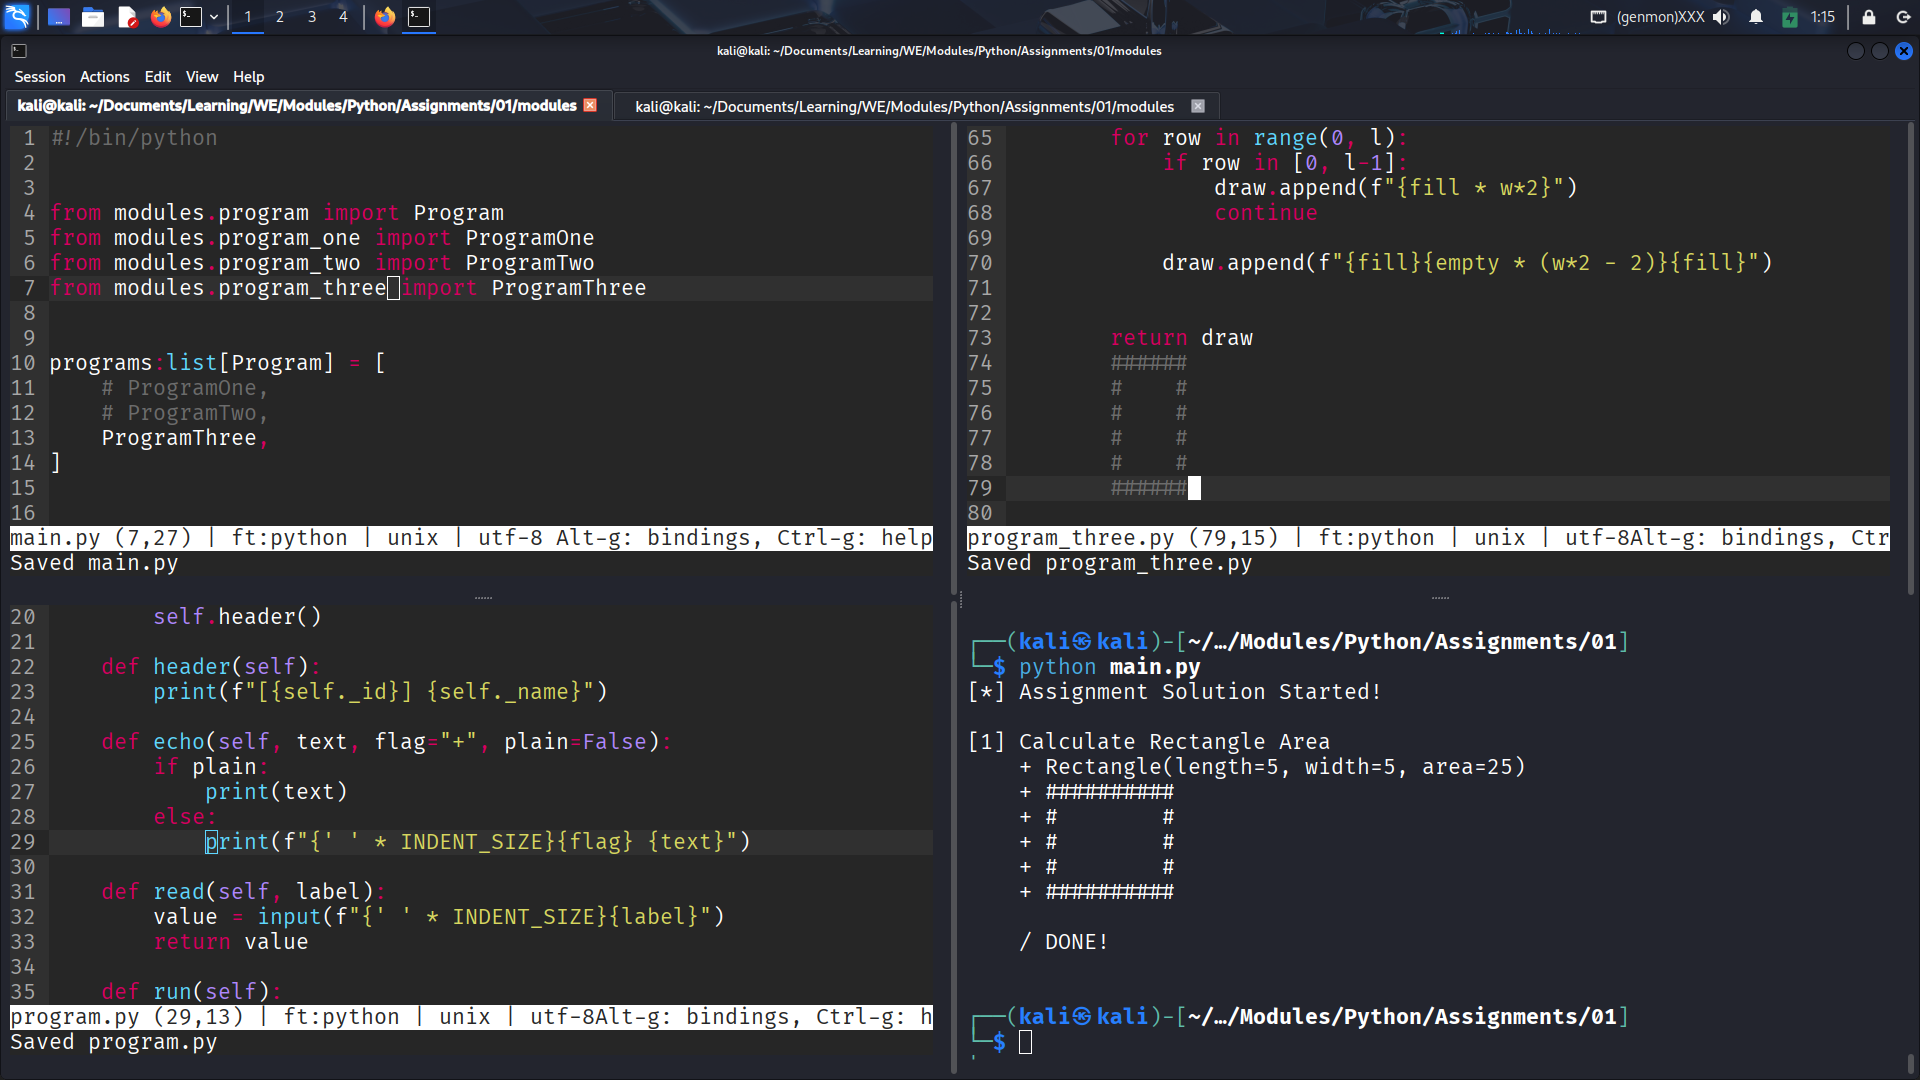 1 2 3 4 (genmon)XXX 1:15
kali@kali: ~/Documents/Learning/WE/Modules/Python/Assignments/01/modules
Session Actions Edit View Help
kali@kali: ~/Documents/Learning/WE/Modules/Python/Assignments/01/modules
kali@kali: ~/Documents/Learning/WE/Modules/Python/Assignments/01/modules
1 #!/bin/python
2
3
4 from modules.program import Program
5 from modules.program_one import ProgramOne
6 from modules.program_two import ProgramTwo
7 from modules.program_three import ProgramThree
8
9
10 programs:list[Program] = [
11     # ProgramOne,
12     # ProgramTwo,
13     ProgramThree,
14 ]
15
16
main.py (7,27) | ft:python | unix | utf-8 Alt-g: bindings, Ctrl-g: help
Saved main.py
65         for row in range(0, l):
66             if row in [0, l-1]:
67                 draw.append(f"{fill * w*2}")
68                 continue
69
70             draw.append(f"{fill}{empty * (w*2 - 2)}{fill}")
71
72
73         return draw
74         ######
75         #    #
76         #    #
77         #    #
78         #    #
79         ######
80
program_three.py (79,15) | ft:python | unix | utf-8Alt-g: bindings, Ctr
Saved program_three.py
20         self.header()
21
22     def header(self):
23         print(f"[{self._id}] {self._name}")
24
25     def echo(self, text, flag="+", plain=False):
26         if plain:
27             print(text)
28         else:
29             print(f"{' ' * INDENT_SIZE}{flag} {text}")
30
31     def read(self, label):
32         value = input(f"{' ' * INDENT_SIZE}{label}")
33         return value
34
35     def run(self):
program.py (29,13) | ft:python | unix | utf-8Alt-g: bindings, Ctrl-g: h
Saved program.py
┌──(kali㉿kali)-[~/…/Modules/Python/Assignments/01]
└─$ python main.py
[*] Assignment Solution Started!

[1] Calculate Rectangle Area
    + Rectangle(length=5, width=5, area=25)
    + ##########
    + #        #
    + #        #
    + #        #
    + ##########

    / DONE!

┌──(kali㉿kali)-[~/…/Modules/Python/Assignments/01]
└─$